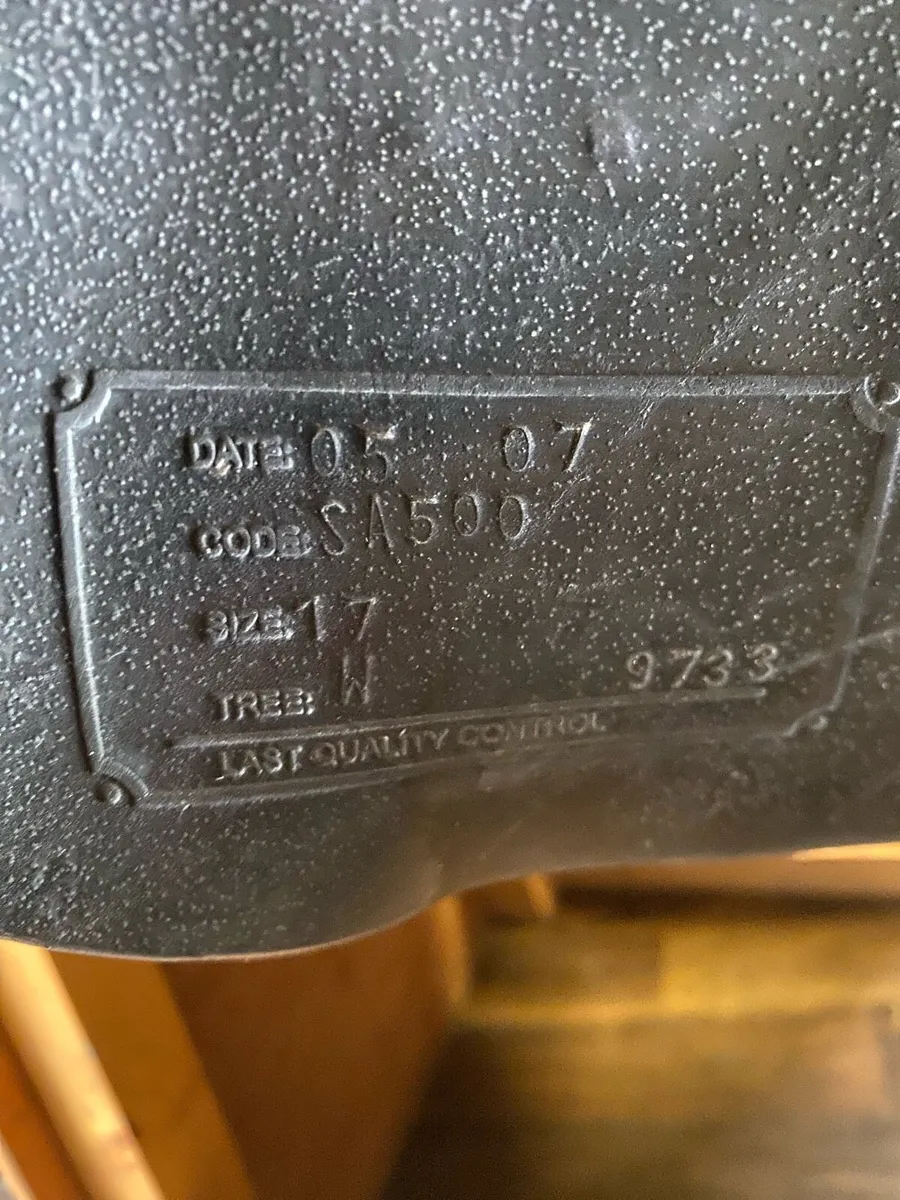 DATE: 05 07
CODE: SA500
SIZE: 17
TREE: W 9733
LAST QUALITY CONTROL